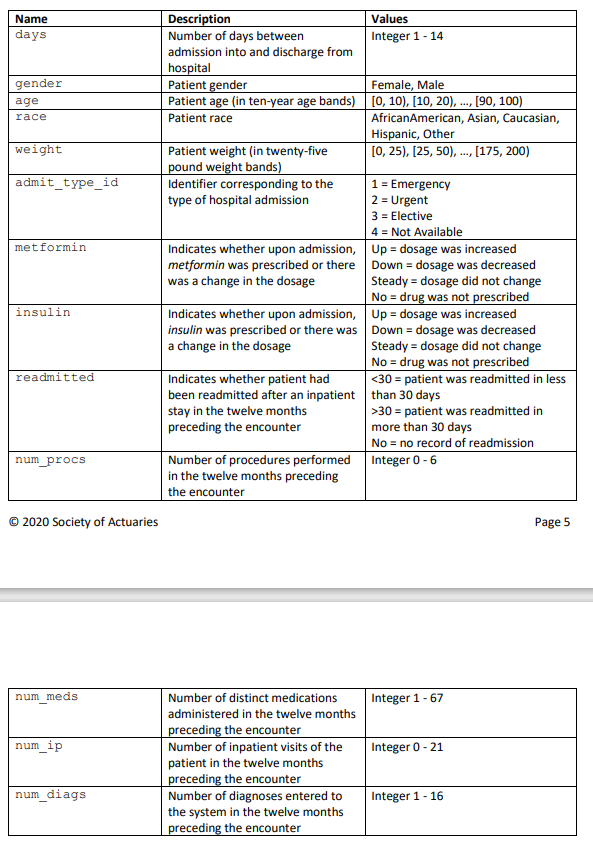 Name Description Values
days Number of days between Integer 1 - 14
admission into and discharge from
hospital
gender Patient gender Female, Male
age Patient age (in ten-year age bands) [0, 10), [10, 20), …, [90, 100)
race Patient race AfricanAmerican, Asian, Caucasian,
Hispanic, Other
weight Patient weight (in twenty-five [0, 25), [25, 50), …, [175, 200)
pound weight bands)
admit_type_id Identifier corresponding to the 1 = Emergency
type of hospital admission 2 = Urgent
3 = Elective
4 = Not Available
metformin Indicates whether upon admission, Up = dosage was increased
metformin was prescribed or there Down = dosage was decreased
was a change in the dosage Steady = dosage did not change
No = drug was not prescribed
insulin Indicates whether upon admission, Up = dosage was increased
insulin was prescribed or there was Down = dosage was decreased
a change in the dosage Steady = dosage did not change
No = drug was not prescribed
readmitted Indicates whether patient had <30 = patient was readmitted in less
been readmitted after an inpatient than 30 days
stay in the twelve months >30 = patient was readmitted in
preceding the encounter more than 30 days
No = no record of readmission
num_procs Number of procedures performed Integer 0 - 6
in the twelve months preceding
the encounter
© 2020 Society of Actuaries Page 5
num_meds Number of distinct medications Integer 1 - 67
administered in the twelve months
preceding the encounter
num_ip Number of inpatient visits of the Integer 0 - 21
patient in the twelve months
preceding the encounter
num_diags Number of diagnoses entered to Integer 1 - 16
the system in the twelve months
preceding the encounter